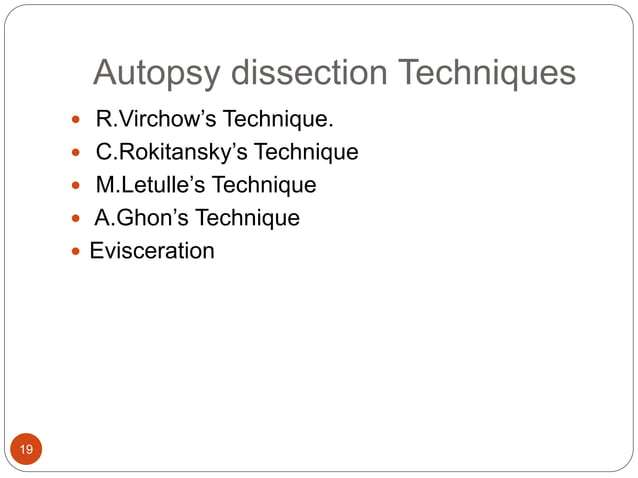 Autopsy dissection Techniques
R.Virchow’s Technique.
C.Rokitansky’s Technique
M.Letulle’s Technique
A.Ghon’s Technique
Evisceration
19